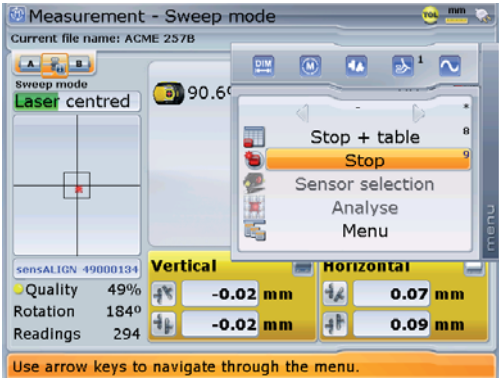 Measurement - Sweep mode
TOL mm
Current file name: ACME 257B
A B
Sweep mode
Laser centred
90.6
DIM M 1
-
*
Stop + table 8
Stop 9
Sensor selection
Analyse
Menu
menu
sensALIGN 49000134
Quality 49%
Rotation 184º
Readings 294
Vertical
-0.02 mm
-0.02 mm
Horizontal
0.07 mm
0.09 mm
Use arrow keys to navigate through the menu.